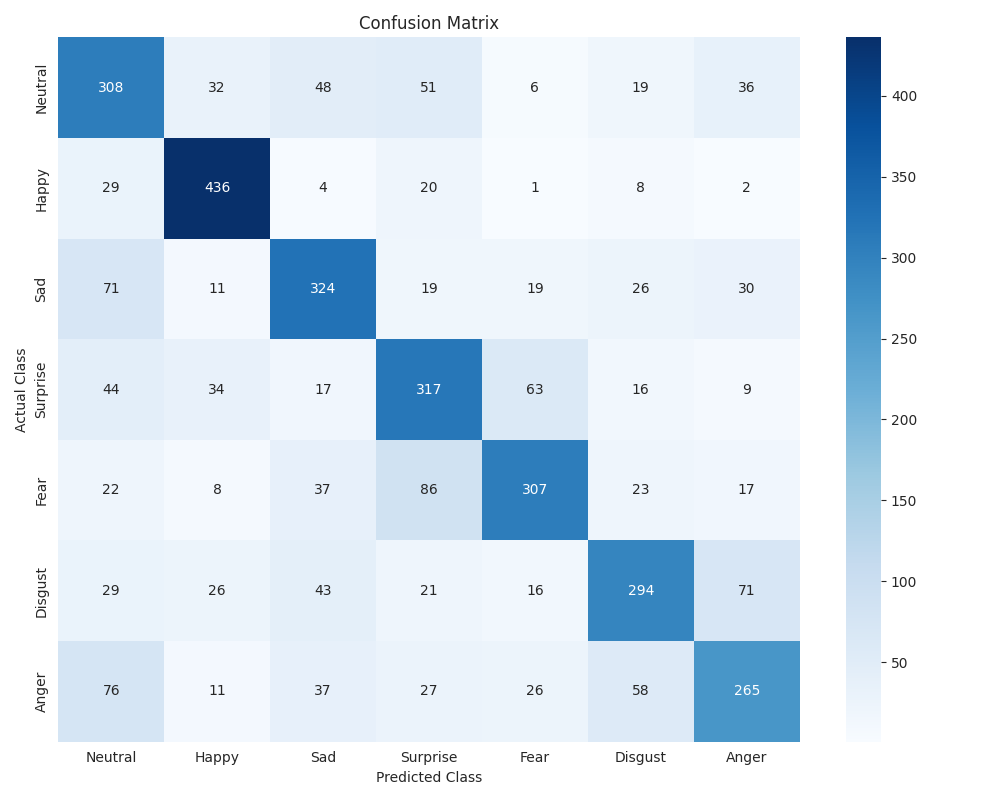 Confusion Matrix
Neutral 308 32 48 51 6 19 36
Happy 29 436 4 20 1 8 2
Sad 71 11 324 19 19 26 30
Surprise 44 34 17 317 63 16 9
Fear 22 8 37 86 307 23 17
Disgust 29 26 43 21 16 294 71
Anger 76 11 37 27 26 58 265
Actual Class
Neutral Happy Sad Surprise Fear Disgust Anger
Predicted Class
400
350
300
250
200
150
100
50